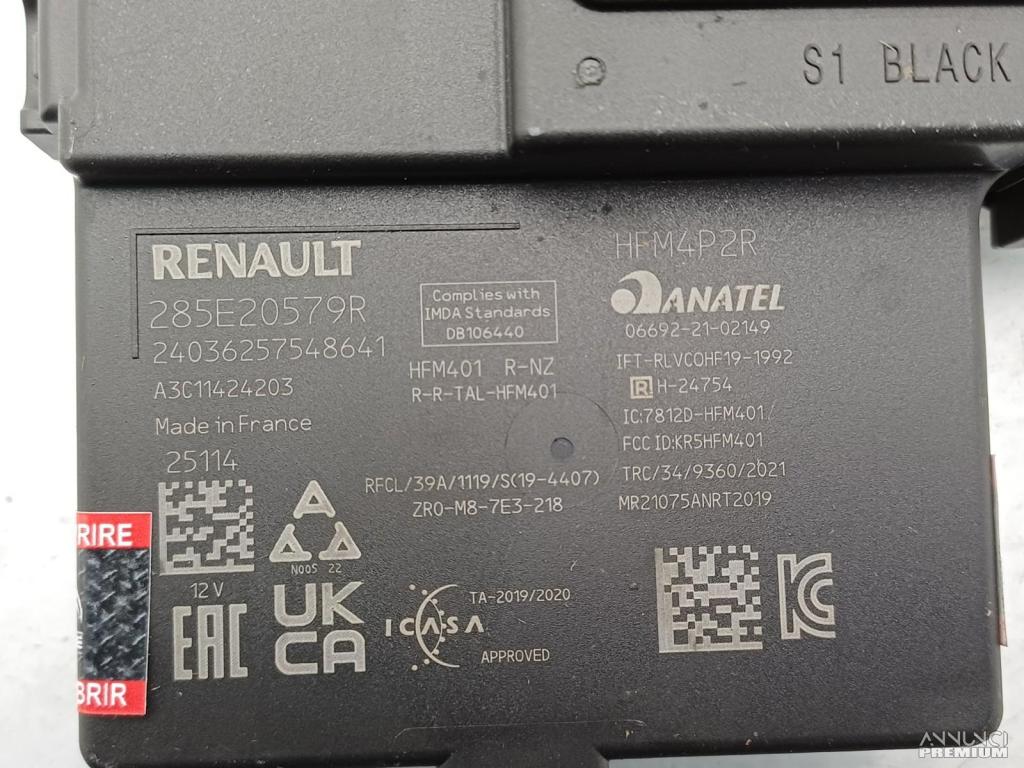 S1 BLACK
RENAULT
285E20579R
24036257548641
A3C11424203
Made in France
25114
Complies with
IMDA Standards
DB106440
HFM401 R-NZ
R-R-TAL-HFM401
HFM4P2R
ANATEL
06692-21-02149
IFT-RLVCOHF19-1992
R H-24754
IC:7812D-HFM401
FCC ID:KR5HFM401
TRC/34/9360/2021
MR21075ANRT2019
RFCL/39A/1119/S(19-4407)
ZRO-M8-7E3-218
N005 22
12 V
EAC
UK
CA
ICASA
TA-2019/2020
APPROVED
RIRE
BRIR
ANNUNCI
PREMIUM